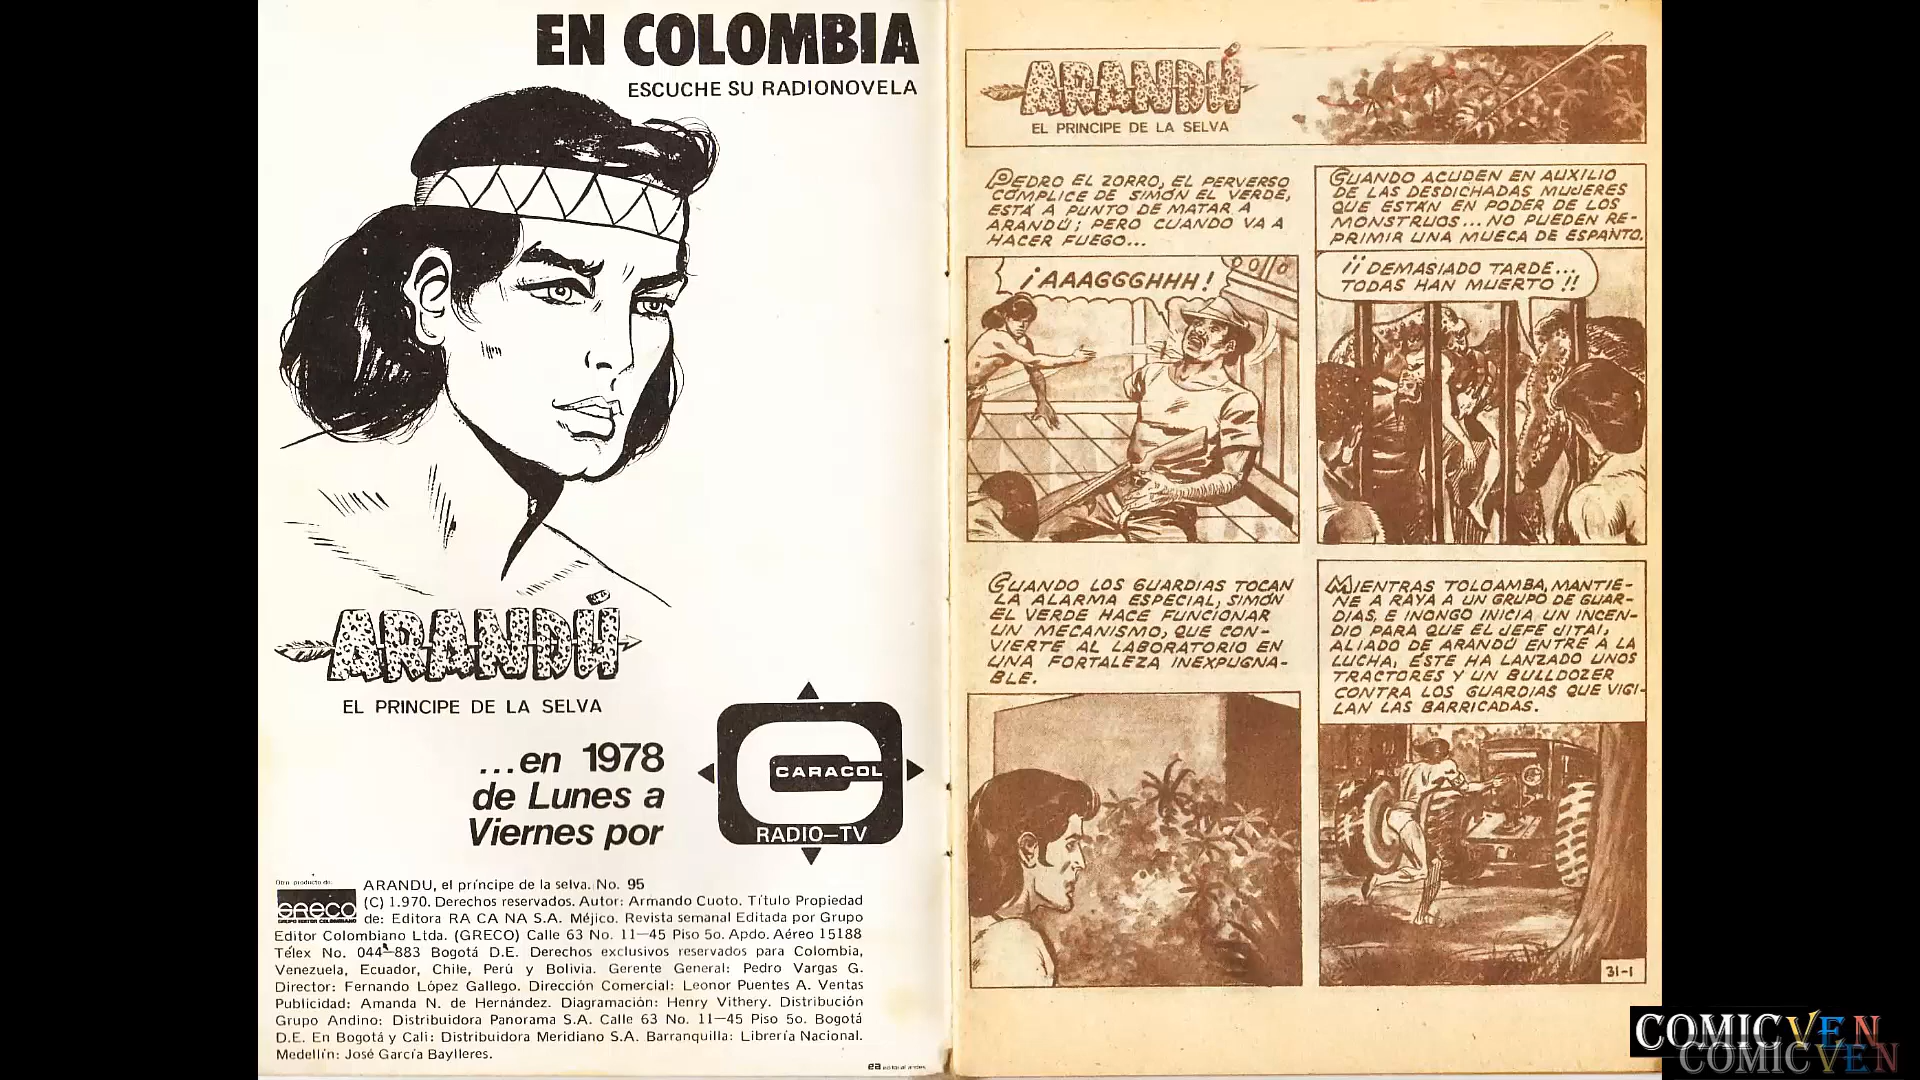 EN COLOMBIA
ESCUCHE SU RADIONOVELA
ARANDÚ
EL PRINCIPE DE LA SELVA
...en 1978
de Lunes a
Viernes por
CARACOL
RADIO-TV
Otro producto de:
GRECO
GRUPO EDITOR COLOMBIANO
ARANDU, el príncipe de la selva. No. 95
(C) 1.970. Derechos reservados. Autor: Armando Cuoto. Título Propiedad
de: Editora RA CA NA S.A. Méjico. Revista semanal Editada por Grupo
Editor Colombiano Ltda. (GRECO) Calle 63 No. 11-45 Piso 5o. Apdo. Aéreo 15188
Télex No. 044-883 Bogotá D.E. Derechos exclusivos reservados para Colombia,
Venezuela, Ecuador, Chile, Perú y Bolivia. Gerente General: Pedro Vargas G.
Director: Fernando López Gallego. Dirección Comercial: Leonor Puentes A. Ventas
Publicidad: Amanda N. de Hernández. Diagramación: Henry Vithery. Distribución
Grupo Andino: Distribuidora Panorama S.A. Calle 63 No. 11-45 Piso 5o. Bogotá
D.E. En Bogotá y Cali: Distribuidora Meridiano S.A. Barranquilla: Librería Nacional.
Medellín: José García Baylleres.
ea editorial andes
ARANDÚ
EL PRINCIPE DE LA SELVA
PEDRO EL ZORRO, EL PERVERSO
CÓMPLICE DE SIMÓN EL VERDE,
ESTÁ A PUNTO DE MATAR A
ARANDÚ; PERO CUANDO VA A
HACER FUEGO...
¡AAAGGGHHH!
CUANDO ACUDEN EN AUXILIO
DE LAS DESDICHADAS MUJERES
QUE ESTÁN EN PODER DE LOS
MONSTRUOS... NO PUEDEN RE-
PRIMIR UNA MUECA DE ESPANTO.
¡¡DEMASIADO TARDE...
TODAS HAN MUERTO!!
CUANDO LOS GUARDIAS TOCAN
LA ALARMA ESPECIAL, SIMÓN
EL VERDE HACE FUNCIONAR
UN MECANISMO, QUE CON-
VIERTE AL LABORATORIO EN
UNA FORTALEZA INEXPUGNA-
BLE.
MIENTRAS TOLOAMBA, MANTIE-
NE A RAYA A UN GRUPO DE GUAR-
DIAS, E INONGO INICIA UN INCEN-
DIO PARA QUE EL JEFE JITAI,
ALIADO DE ARANDÚ ENTRE A LA
LUCHA, ÉSTE HA LANZADO UNOS
TRACTORES Y UN BULLDOZER
CONTRA LOS GUARDIAS QUE VIGI-
LAN LAS BARRICADAS.
31-1
COMICVEN
COMICVEN